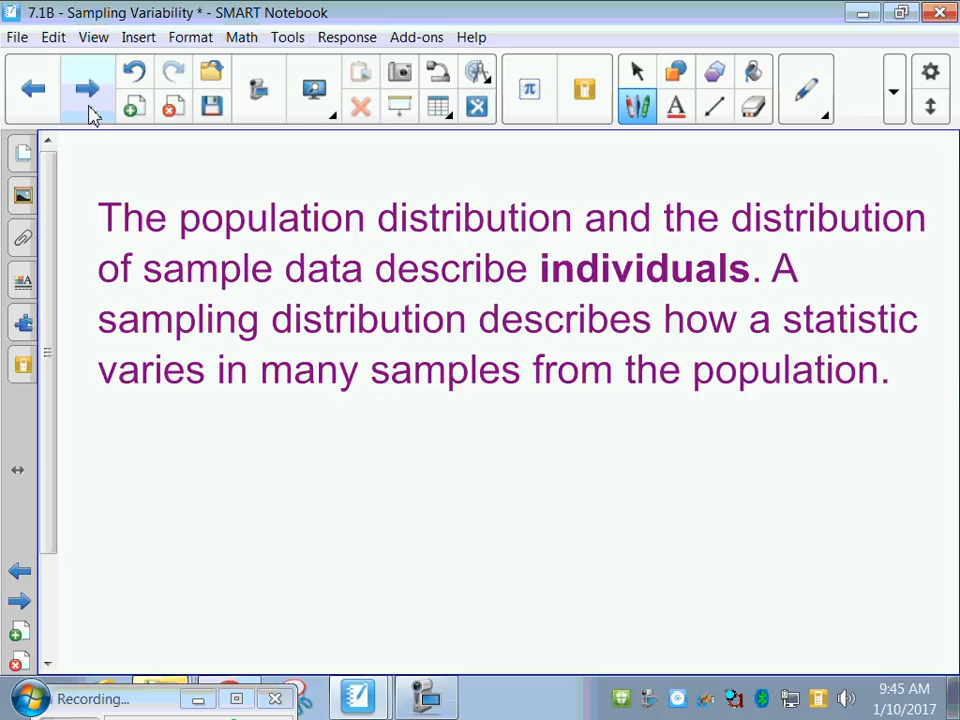 7.1B - Sampling Variability * - SMART Notebook
File Edit View Insert Format Math Tools Response Add-ons Help
The population distribution and the distribution
of sample data describe individuals. A
sampling distribution describes how a statistic
varies in many samples from the population.
Recording...
9:45 AM
1/10/2017